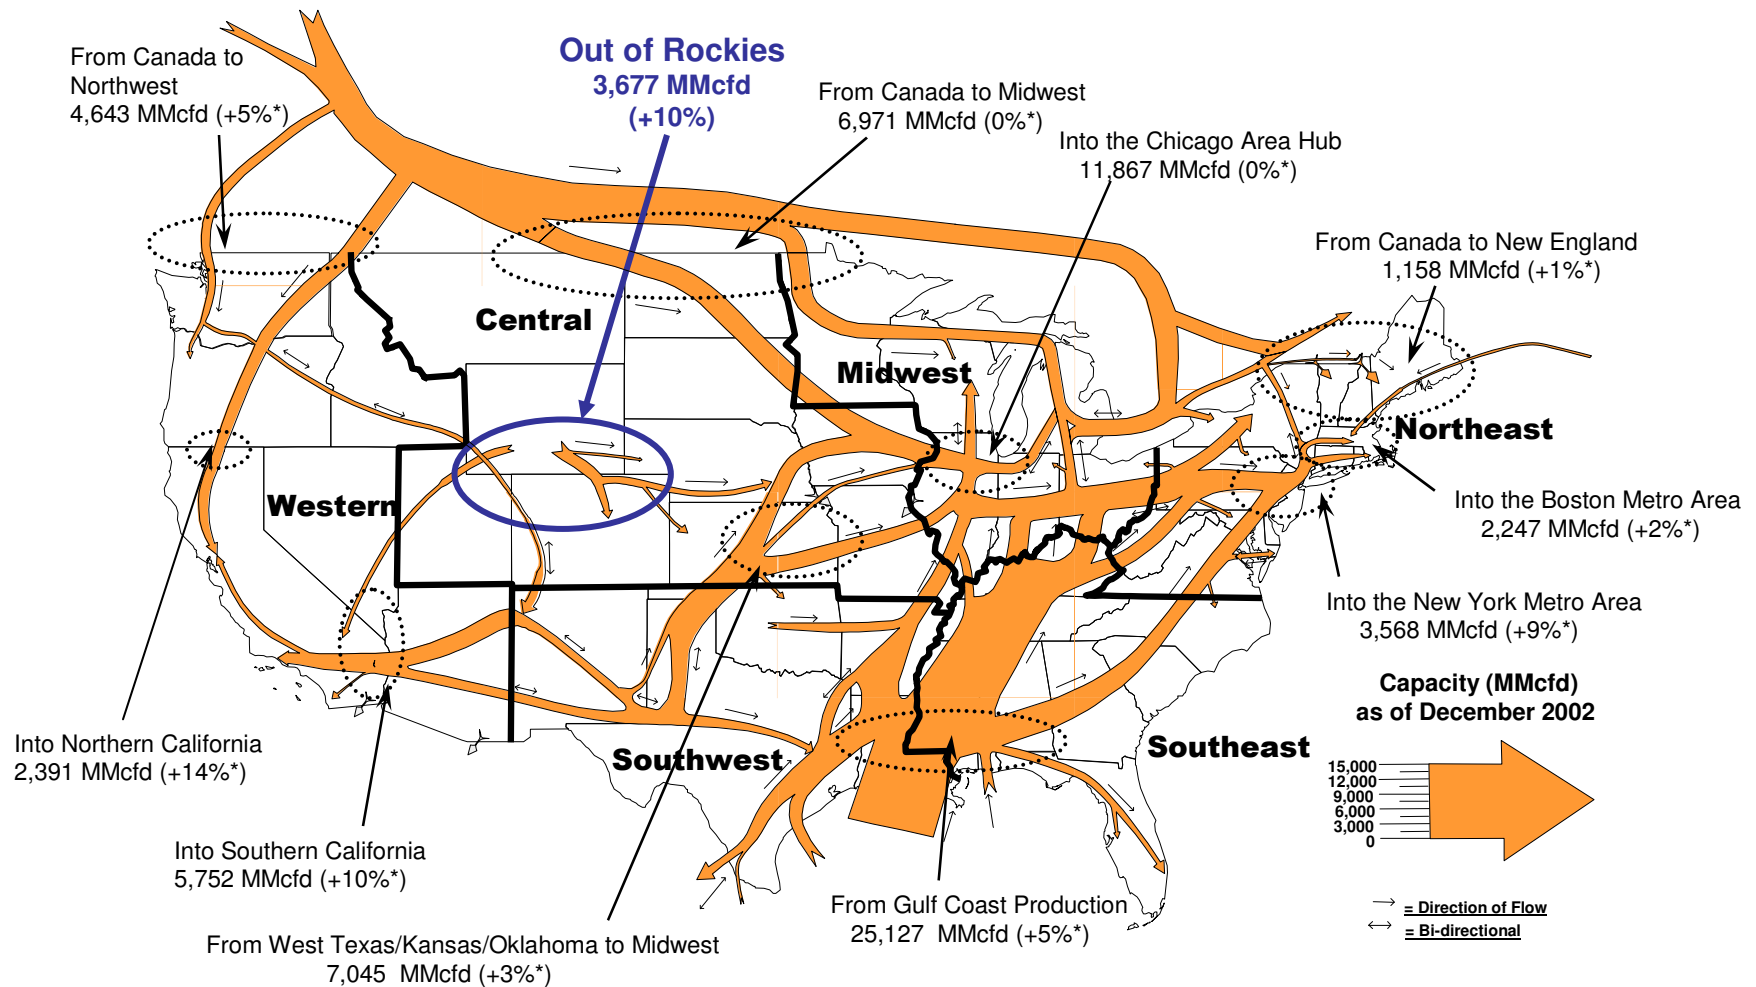 From Canada to
Northwest
4,643 MMcfd (+5%*)
Out of Rockies
3,677 MMcfd
(+10%)
From Canada to Midwest
6,971 MMcfd (0%*)
Into the Chicago Area Hub
11,867 MMcfd (0%*)
From Canada to New England
1,158 MMcfd (+1%*)
Central
Midwest
Northeast
Western
Into the Boston Metro Area
2,247 MMcfd (+2%*)
Into the New York Metro Area
3,568 MMcfd (+9%*)
Capacity (MMcfd)
as of December 2002
Southwest
Southeast
15,000
12,000
9,000
6,000
3,000
0
Into Northern California
2,391 MMcfd (+14%*)
Into Southern California
5,752 MMcfd (+10%*)
From Gulf Coast Production
25,127 MMcfd (+5%*)
From West Texas/Kansas/Oklahoma to Midwest
7,045 MMcfd (+3%*)
= Direction of Flow
= Bi-directional